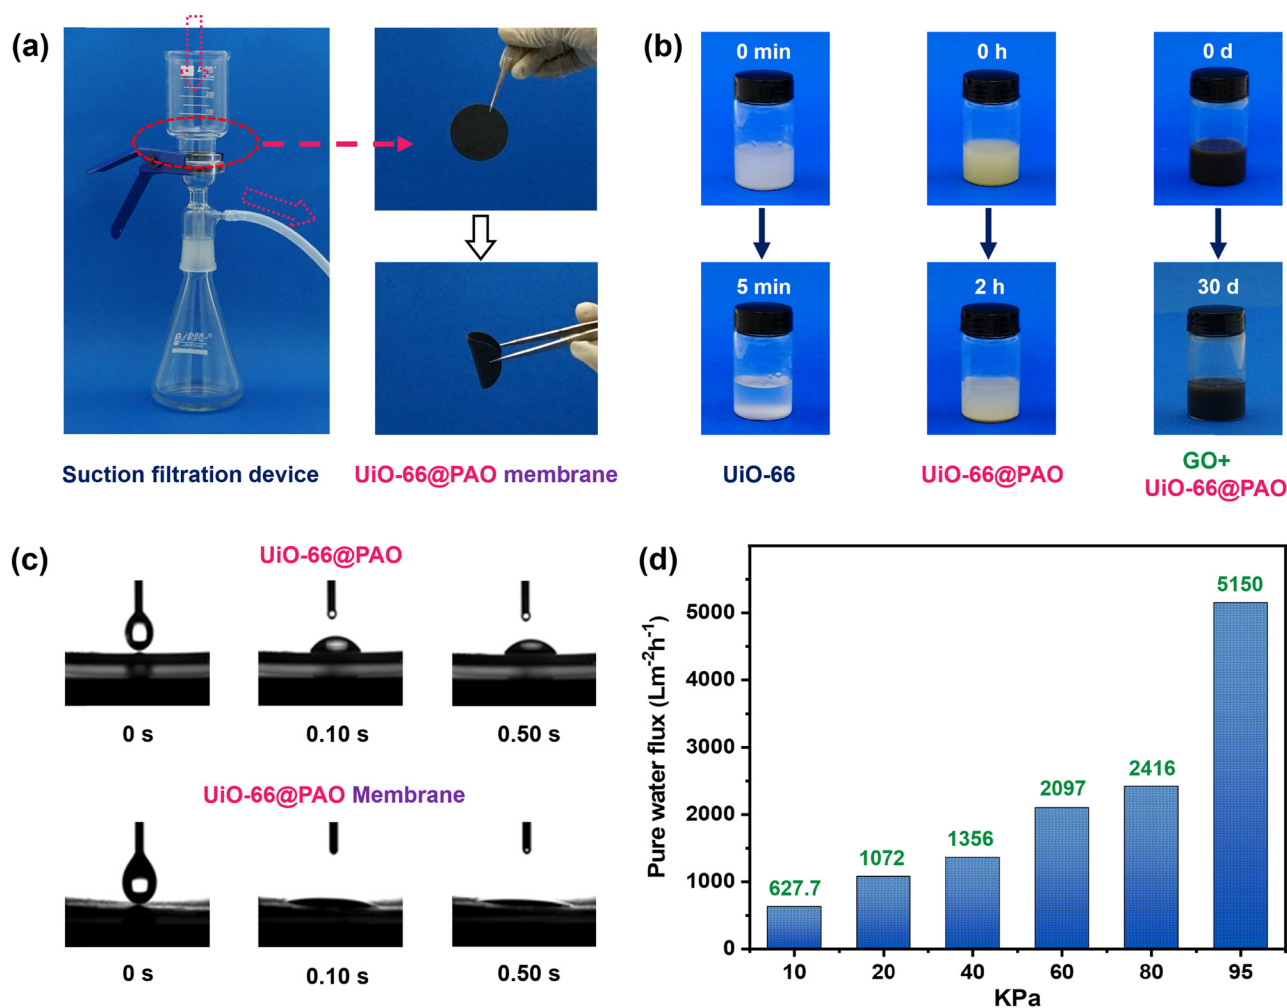 (a)
Suction filtration device
UiO-66@PAO membrane
(b)
0 min
0 h
0 d
5 min
2 h
30 d
UiO-66
UiO-66@PAO
GO+
UiO-66@PAO
(c)
UiO-66@PAO
0 s
0.10 s
0.50 s
UiO-66@PAO Membrane
0 s
0.10 s
0.50 s
(d)
Pure water flux (Lm⁻²h⁻¹)
5000
4000
3000
2000
1000
0
627.7
1072
1356
2097
2416
5150
10
20
40
60
80
95
KPa